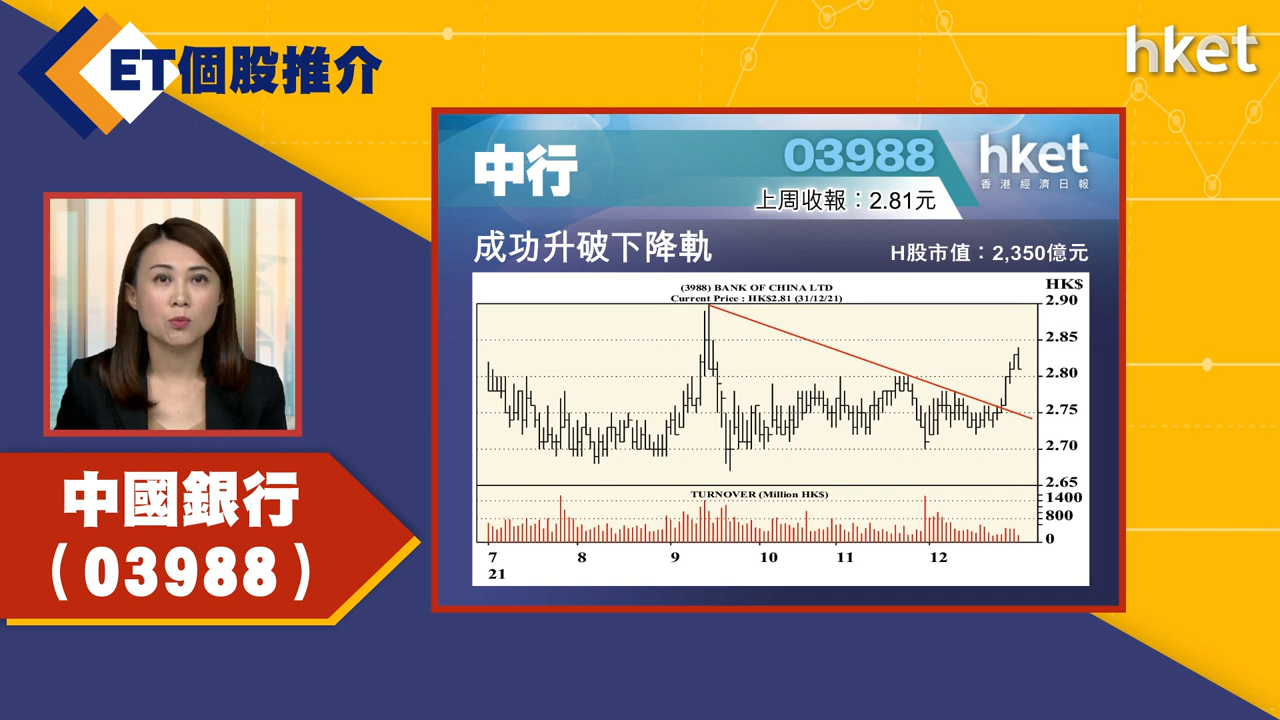 ET個股推介
hket
中行
03988
hket
香港經濟日報
上周收報：2.81元
成功升破下降軌
H股市值：2,350億元
(3988) BANK OF CHINA LTD
Current Price : HK$2.81 (31/12/21)
HK$
2.90
2.85
2.80
2.75
2.70
2.65
TURNOVER (Million HK$)
1400
800
0
7 8 9 10 11 12
21
中國銀行
（03988）